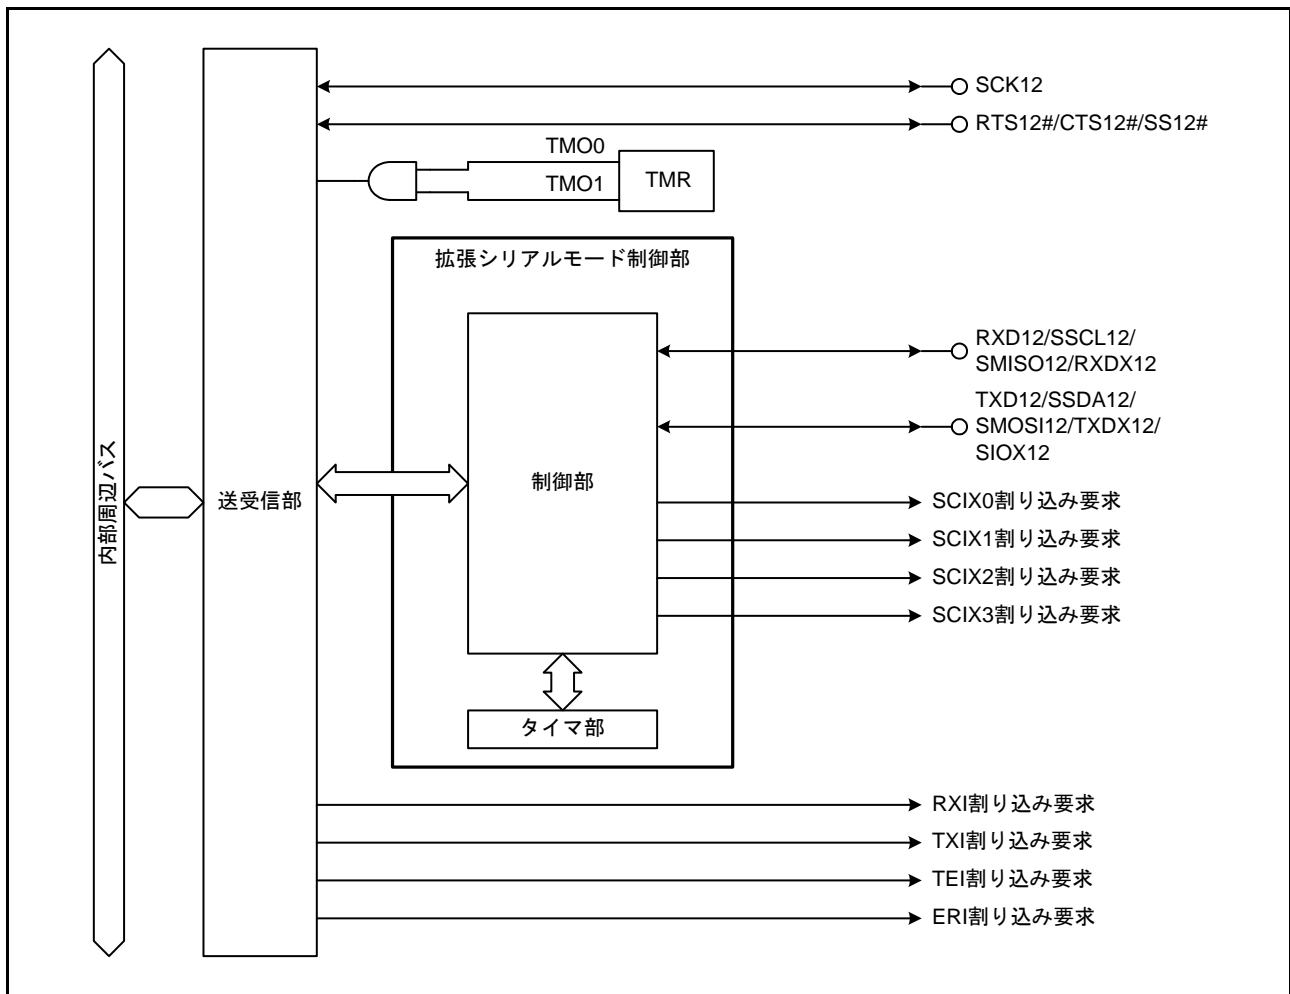 SCK12
RTS12#/CTS12#/SS12#
TMO0
TMO1
TMR
拡張シリアルモード制御部
RXD12/SSCL12/
SMISO12/RXDX12
TXD12/SSDA12/
SMOSI12/TXDX12/
SIOX12
内部周辺バス
送受信部
制御部
SCIX0割り込み要求
SCIX1割り込み要求
SCIX2割り込み要求
SCIX3割り込み要求
タイマ部
RXI割り込み要求
TXI割り込み要求
TEI割り込み要求
ERI割り込み要求